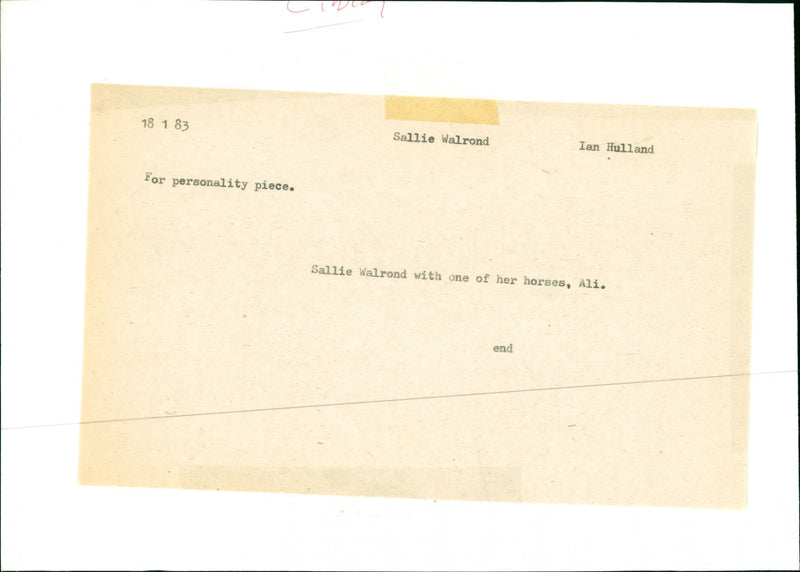 18 1 83 Sallie Walrond Ian Hulland
For personality piece.
Sallie Walrond with one of her horses, Ali.
end